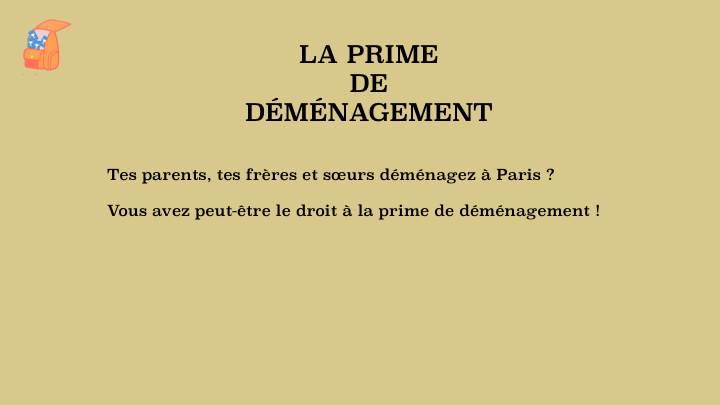 LA PRIME
DE
DÉMÉNAGEMENT
Tes parents, tes frères et sœurs déménagez à Paris ?
Vous avez peut-être le droit à la prime de déménagement !